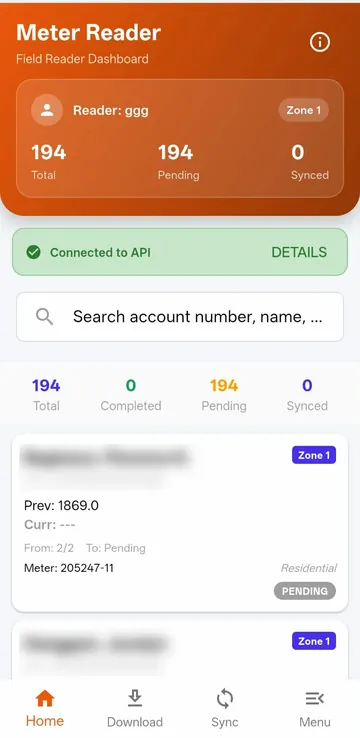 Meter Reader
Field Reader Dashboard
Reader: ggg
Zone 1
194 194 0
Total Pending Synced
Connected to API DETAILS
Search account number, name, ...
194 0 194 0
Total Completed Pending Synced
Zone 1
Prev: 1869.0
Curr: ---
From: 2/2 To: Pending
Meter: 205247-11 Residential
PENDING
Zone 1
Home Download Sync Menu